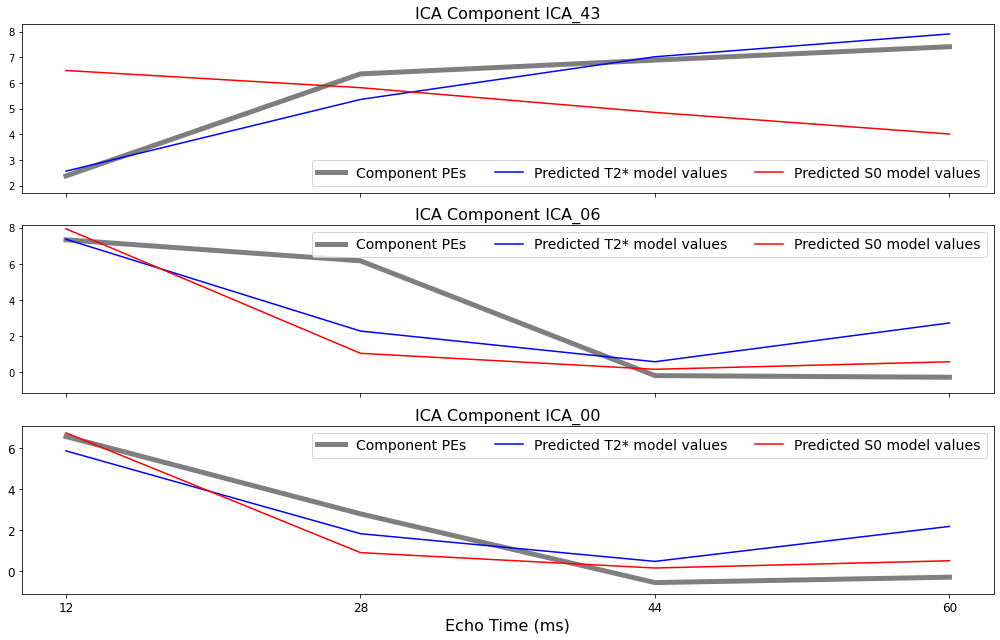 ICA Component ICA_43
8
7
6
5
4
3
2
Component PEs Predicted T2* model values Predicted S0 model values
ICA Component ICA_06
8
6
4
2
0
Component PEs Predicted T2* model values Predicted S0 model values
ICA Component ICA_00
6
4
2
0
Component PEs Predicted T2* model values Predicted S0 model values
12 28 44 60
Echo Time (ms)